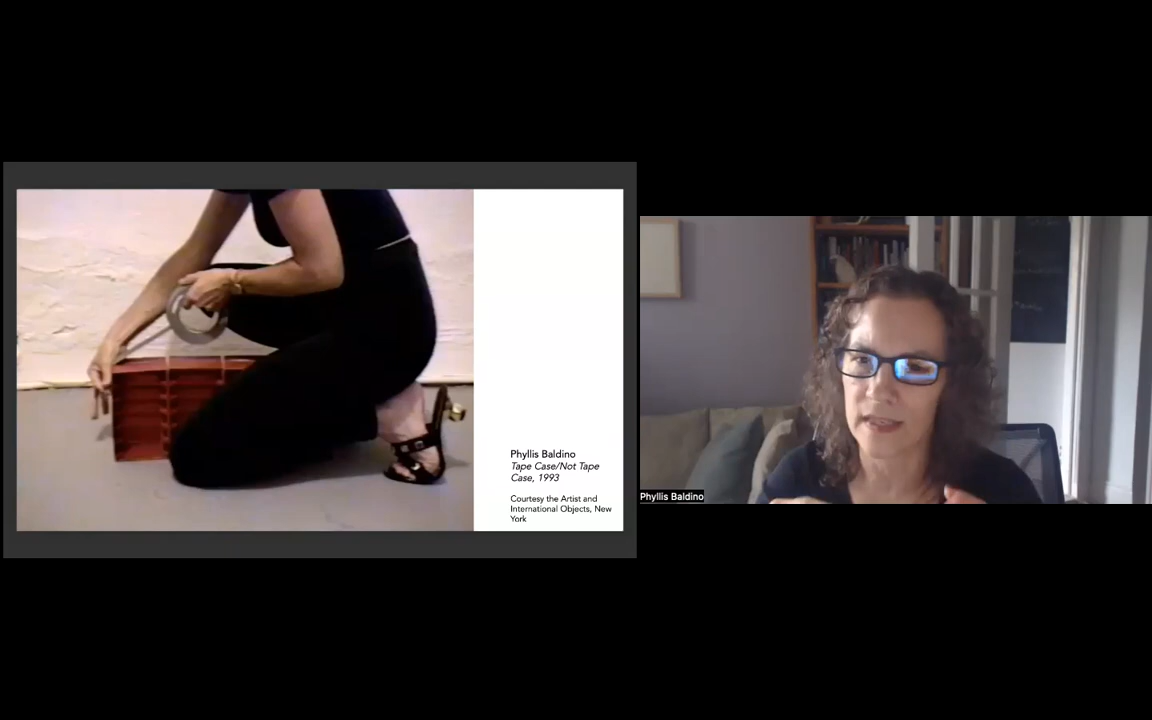 Phyllis Baldino
Tape Case/Not Tape
Case, 1993
Courtesy the Artist and
International Objects, New
York
Phyllis Baldino